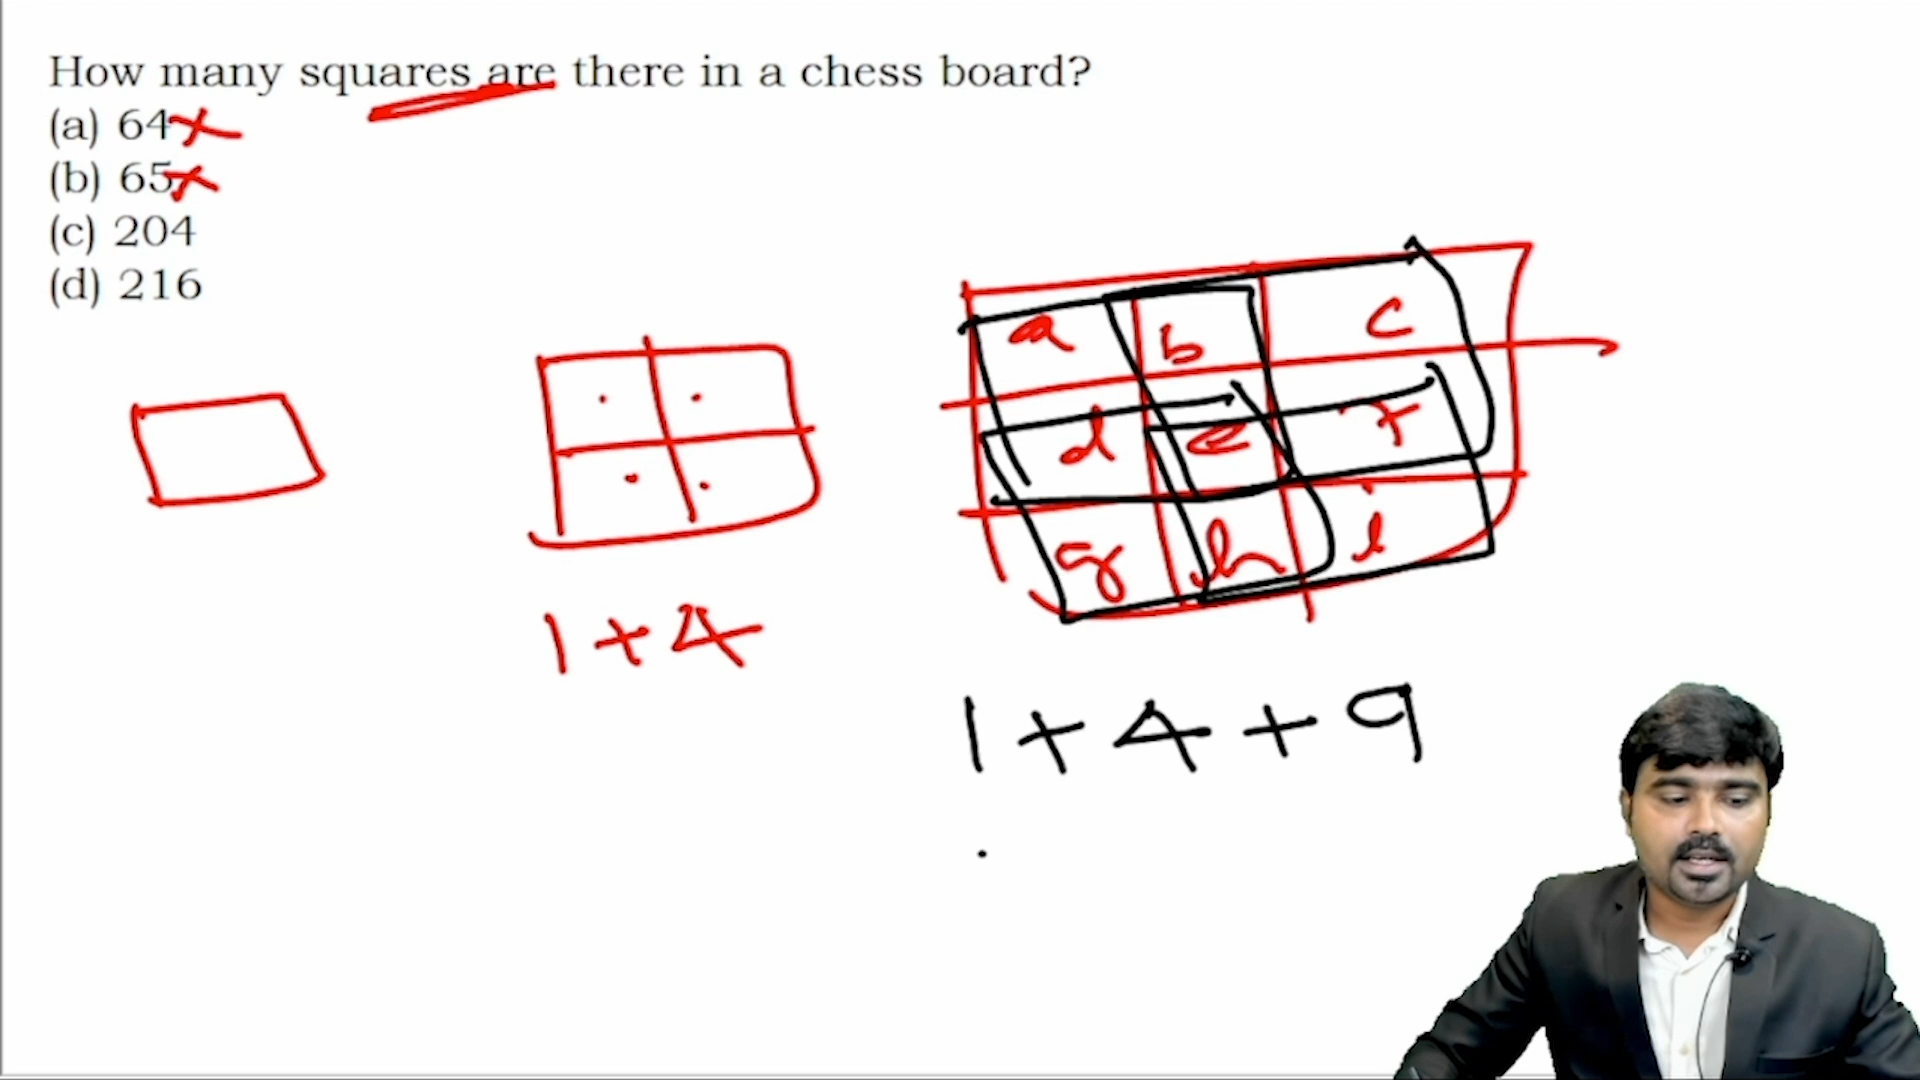 How many squares are there in a chess board?
(a) 64
(b) 65
(c) 204
(d) 216
a b c
d e f
g h i
1 + 4
1 + 4 + 9